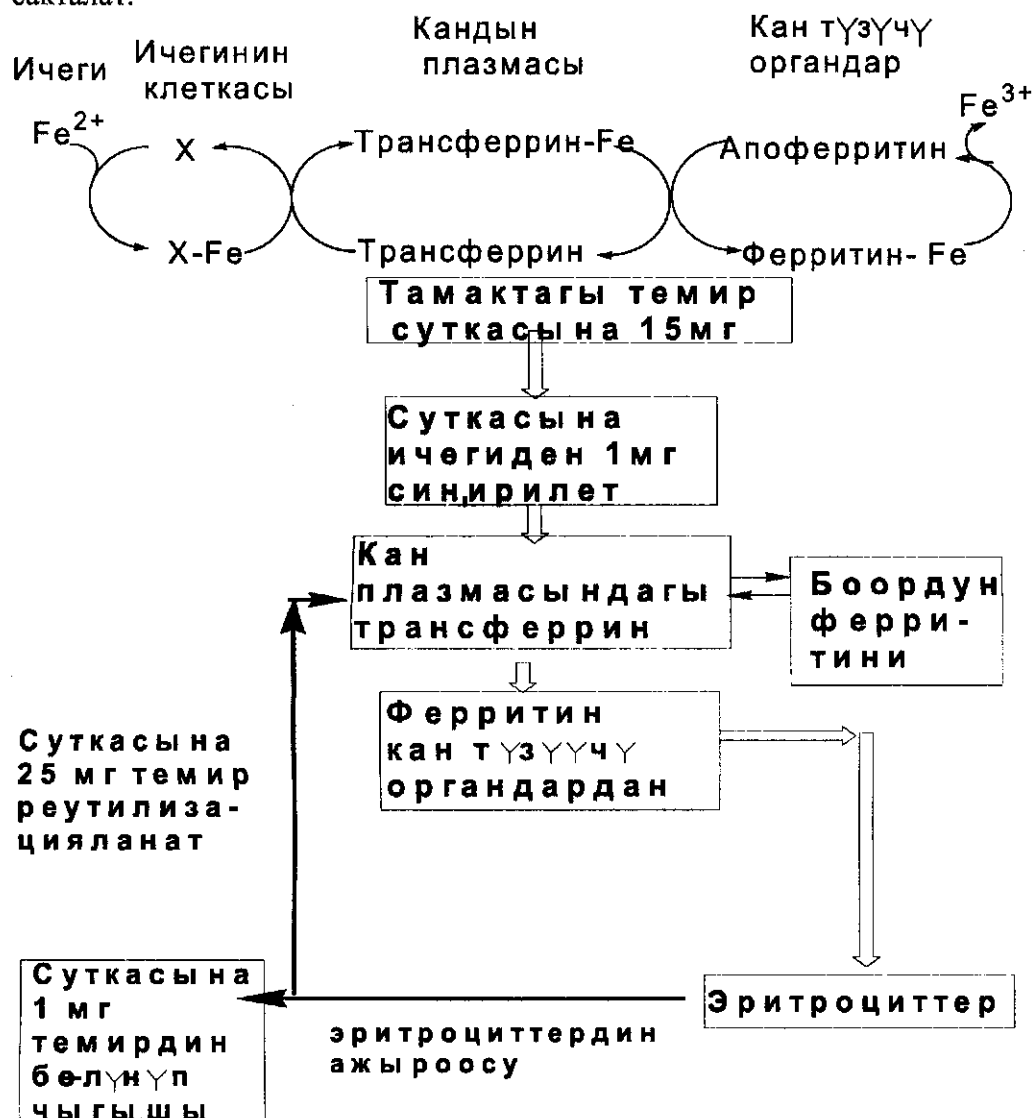 сакталат.
Ичеги
Ичегинин
клеткасы
Кандын
плазмасы
Кан түзүчү
органдар
Fe2+
X
Трансферрин-Fe
Апоферритин
Fe3+
X-Fe
Трансферрин
Ферритин- Fe
Тамактагы темир
суткасына 15мг
Суткасына
ичегиден 1мг
сиңирилет
Кан
плазмасындагы
трансферрин
Боордун
ферри-
тини
Ферритин
кан түзүүчү
органдардан
Суткасына
25 мг темир
реутилиза-
цияланат
Суткасына
1 мг
темирдин
бөлүнүп
чыгышы
эритроциттердин
ажыроосу
Эритроциттер